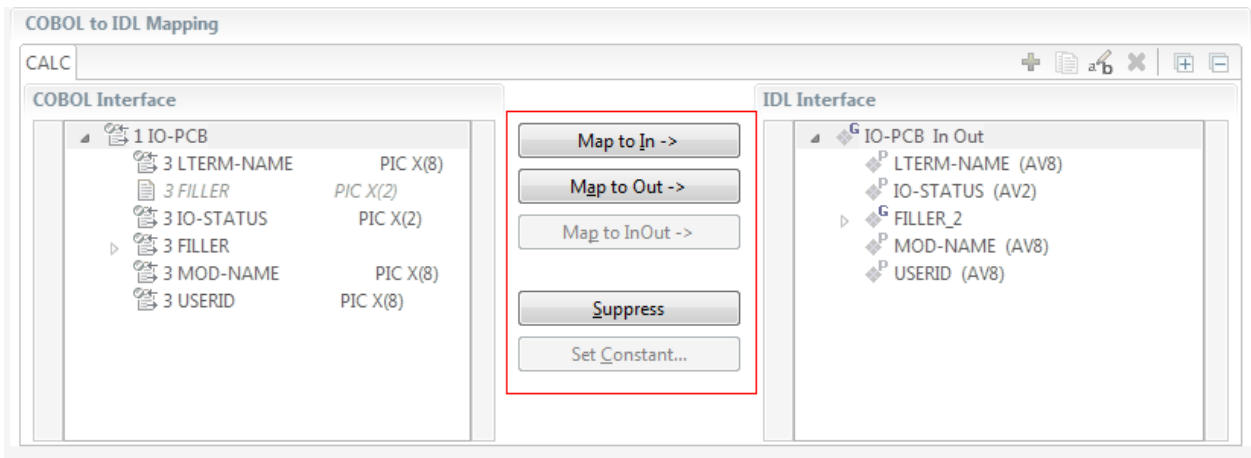 COBOL to IDL Mapping
CALC
COBOL Interface
1 IO-PCB
3 LTERM-NAME PIC X(8)
3 FILLER PIC X(2)
3 IO-STATUS PIC X(2)
3 FILLER
3 MOD-NAME PIC X(8)
3 USERID PIC X(8)
Map to In ->
Map to Out ->
Map to InOut ->
Suppress
Set Constant...
IDL Interface
G IO-PCB In Out
P LTERM-NAME (AV8)
P IO-STATUS (AV2)
G FILLER_2
P MOD-NAME (AV8)
P USERID (AV8)